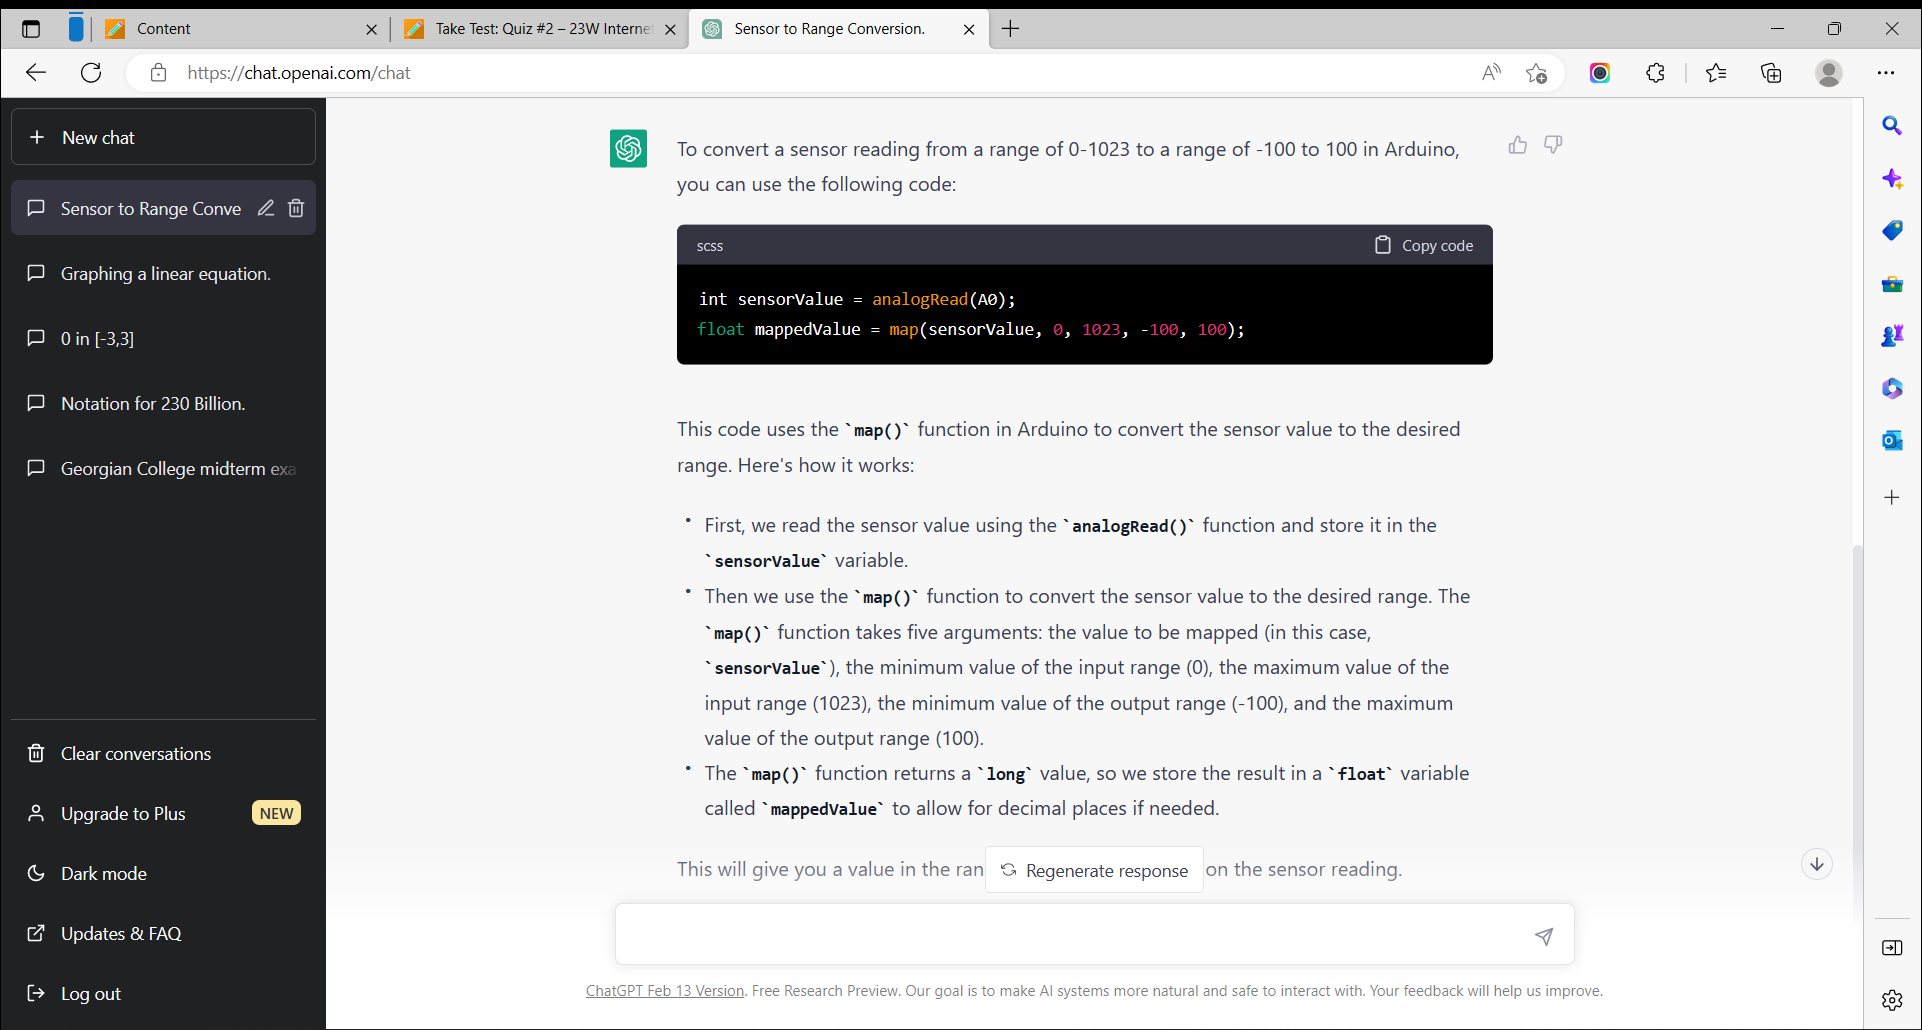 Content
Take Test: Quiz #2 – 23W Interne
Sensor to Range Conversion.
https://chat.openai.com/chat
New chat
Sensor to Range Conve
Graphing a linear equation.
0 in [-3,3]
Notation for 230 Billion.
Georgian College midterm exa
Clear conversations
Upgrade to Plus NEW
Dark mode
Updates & FAQ
Log out
To convert a sensor reading from a range of 0-1023 to a range of -100 to 100 in Arduino,
you can use the following code:
scss Copy code
int sensorValue = analogRead(A0);
float mappedValue = map(sensorValue, 0, 1023, -100, 100);
This code uses the `map()` function in Arduino to convert the sensor value to the desired
range. Here's how it works:
• First, we read the sensor value using the `analogRead()` function and store it in the
`sensorValue` variable.
• Then we use the `map()` function to convert the sensor value to the desired range. The
`map()` function takes five arguments: the value to be mapped (in this case,
`sensorValue`), the minimum value of the input range (0), the maximum value of the
input range (1023), the minimum value of the output range (-100), and the maximum
value of the output range (100).
• The `map()` function returns a `long` value, so we store the result in a `float` variable
called `mappedValue` to allow for decimal places if needed.
This will give you a value in the ran Regenerate response on the sensor reading.
ChatGPT Feb 13 Version. Free Research Preview. Our goal is to make AI systems more natural and safe to interact with. Your feedback will help us improve.